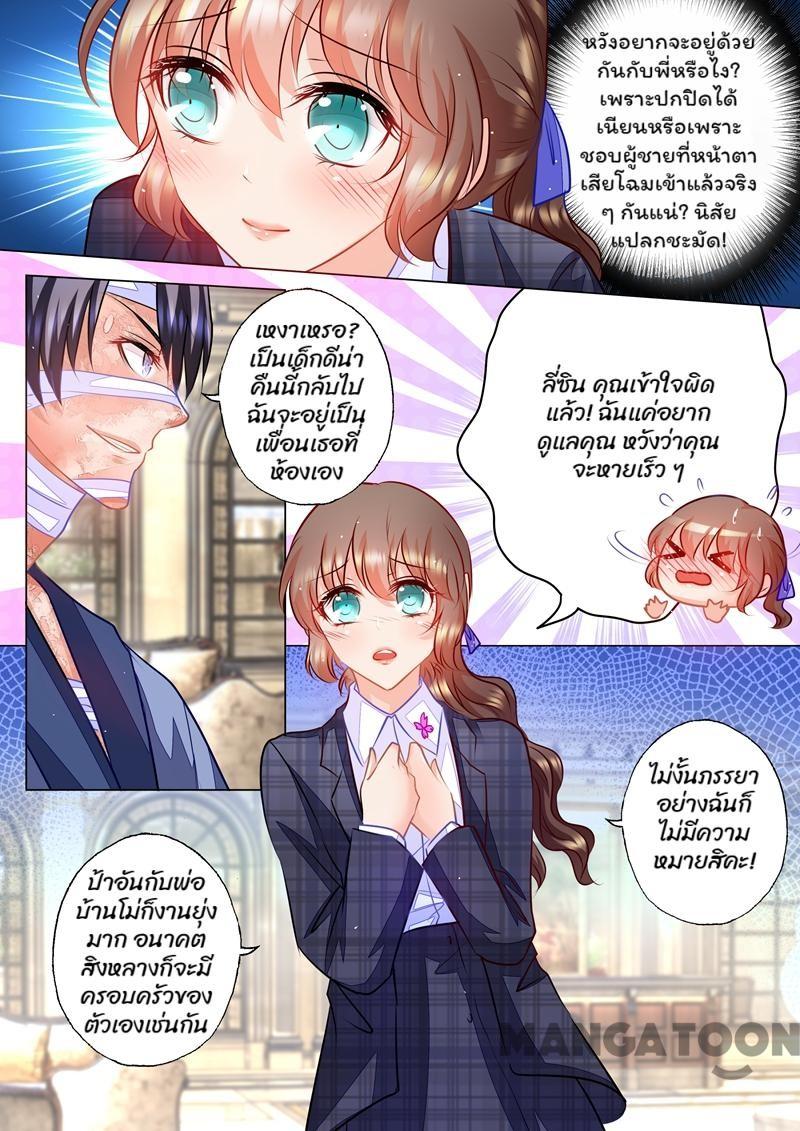 หวังอยากจะอยู่ด้วย
กันกับพี่หรือไง?
เพราะปกปิดได้
เนียนหรือเพราะ
ชอบผู้ชายที่หน้าตา
เสียโฉมเข้าแล้วจริง
ๆ กันแน่? นิสัย
แปลกชะมัด!
เหงาเหรอ?
เป็นเด็กดีน่า
คืนนี้กลับไป
ฉันจะอยู่เป็น
เพื่อนเธอที่
ห้องเอง
ลี่ซิน คุณเข้าใจผิด
แล้ว! ฉันแค่อยาก
ดูแลคุณ หวังว่าคุณ
จะหายเร็ว ๆ
ไม่งั้นภรรยา
อย่างฉันก็
ไม่มีความ
หมายสิคะ!
ป้าอันกับพ่อ
บ้านโม่ก็งานยุ่ง
มาก อนาคต
สิงหลางก็จะมี
ครอบครัวของ
ตัวเองเช่นกัน
MANGATOON